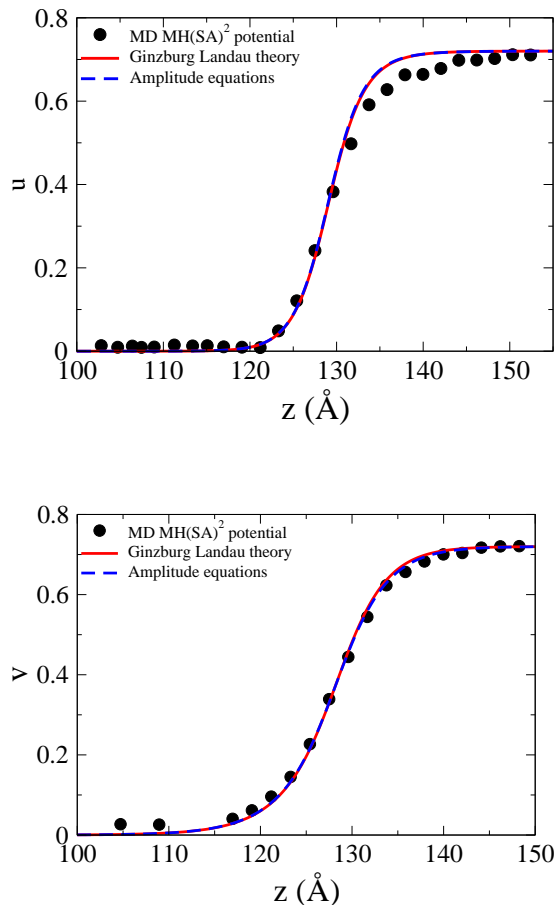 0.8
MD MH(SA)² potential
Ginzburg Landau theory
Amplitude equations
0.6
u
0.4
0.2
0
100 110 120 130 140 150
z (Å)
0.8
MD MH(SA)² potential
Ginzburg Landau theory
Amplitude equations
0.6
v
0.4
0.2
0
100 110 120 130 140 150
z (Å)